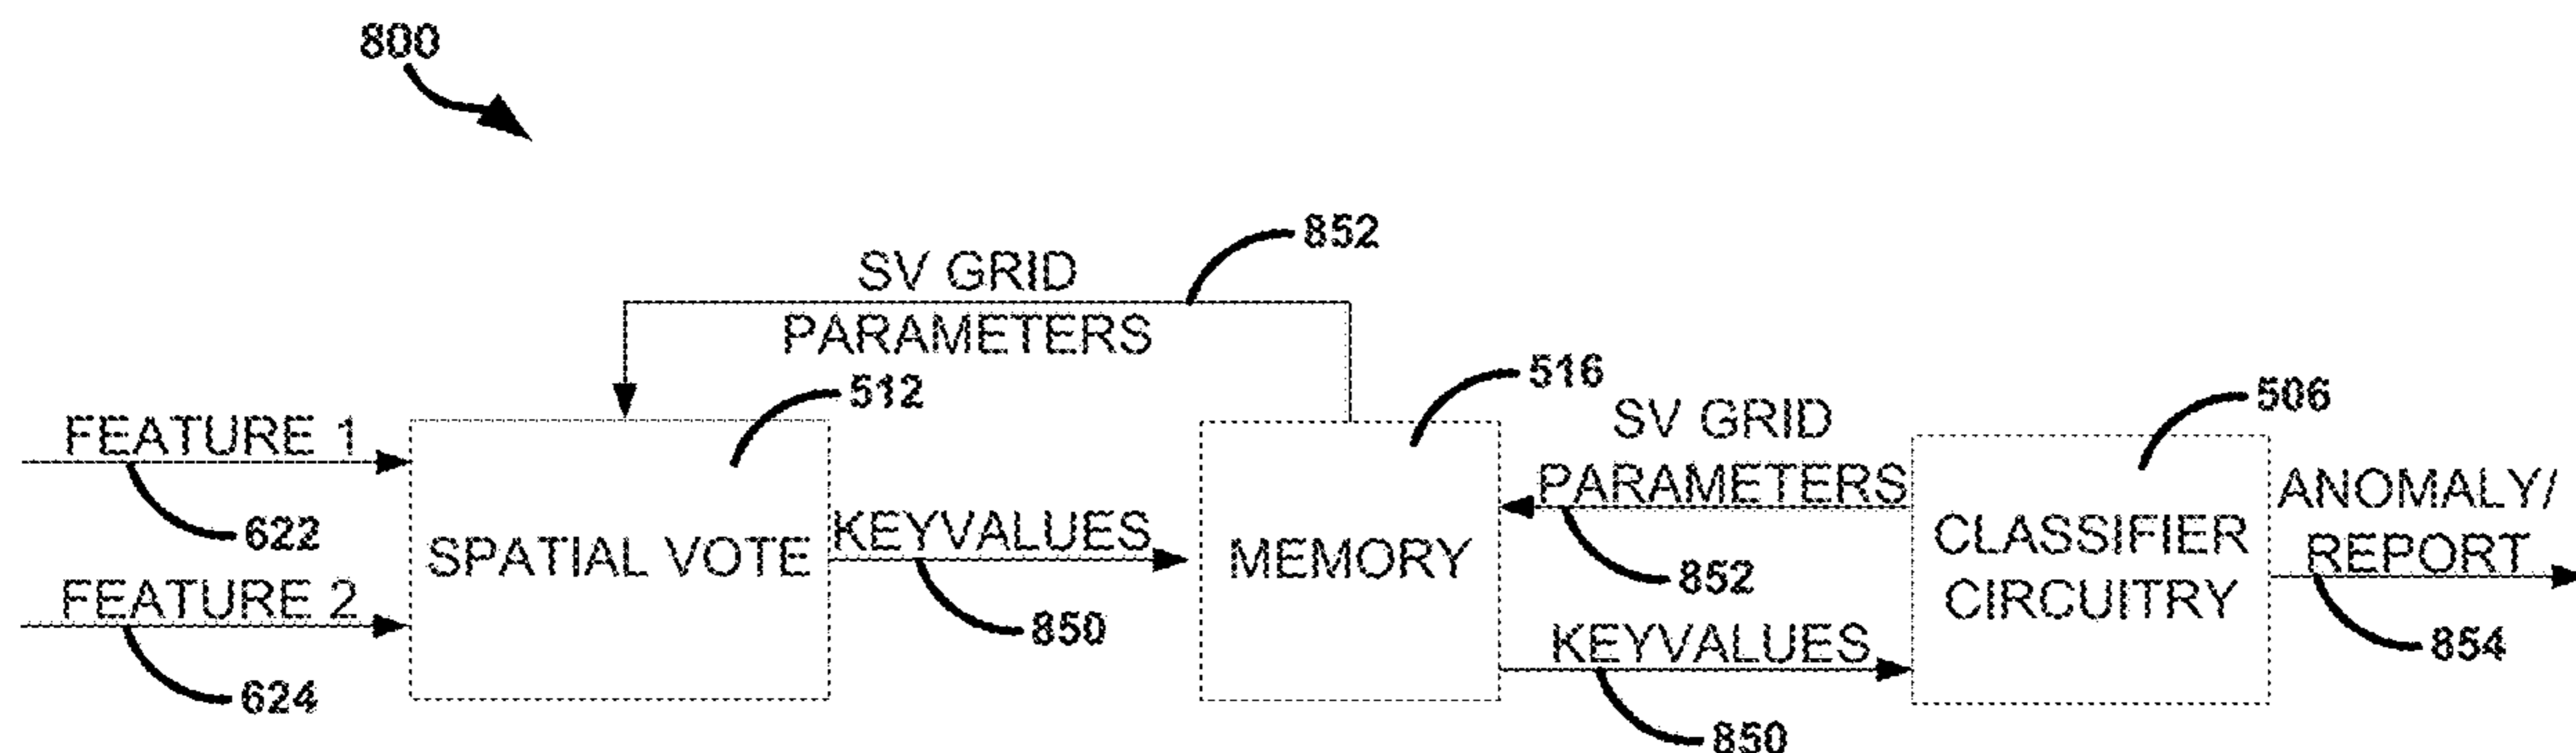 800
SV GRID
PARAMETERS
852
FEATURE 1
622
FEATURE 2
624
512
SPATIAL VOTE
KEYVALUES
850
516
MEMORY
SV GRID
PARAMETERS
852
KEYVALUES
850
506
CLASSIFIER
CIRCUITRY
ANOMALY/
REPORT
854